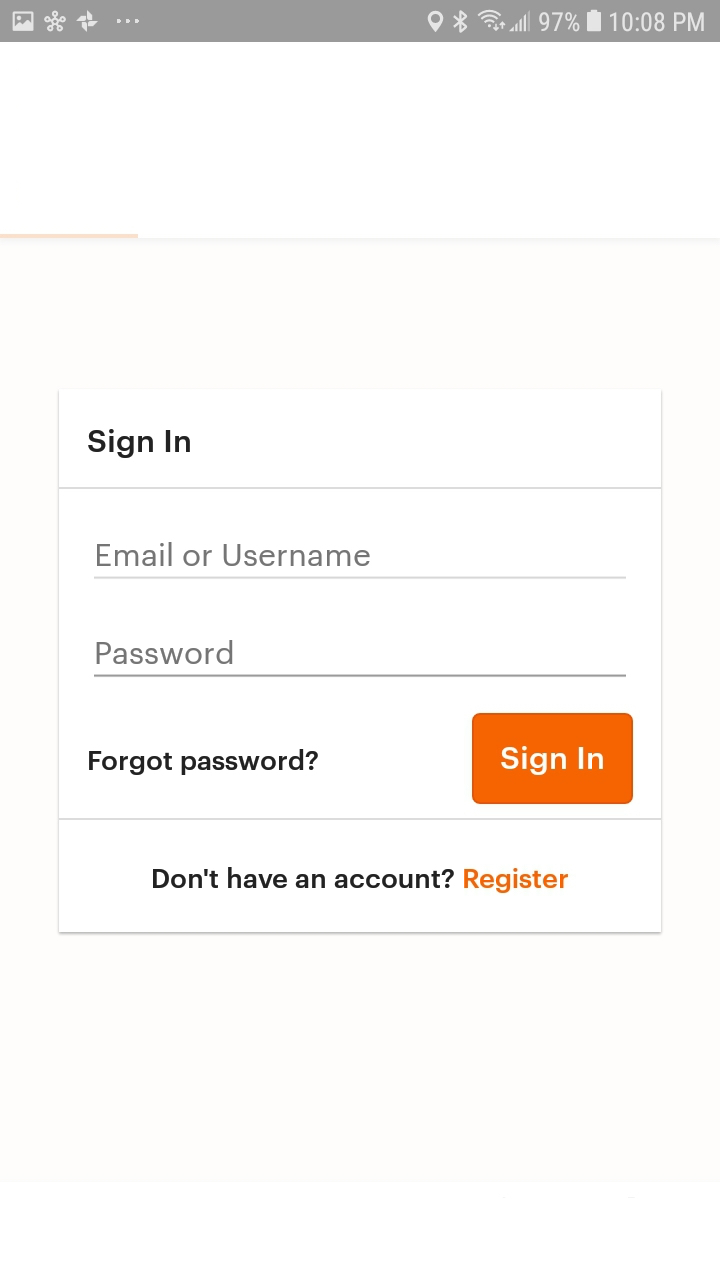 97% 10:08 PM
Sign In
Email or Username
Password
Forgot password? Sign In
Don't have an account? Register